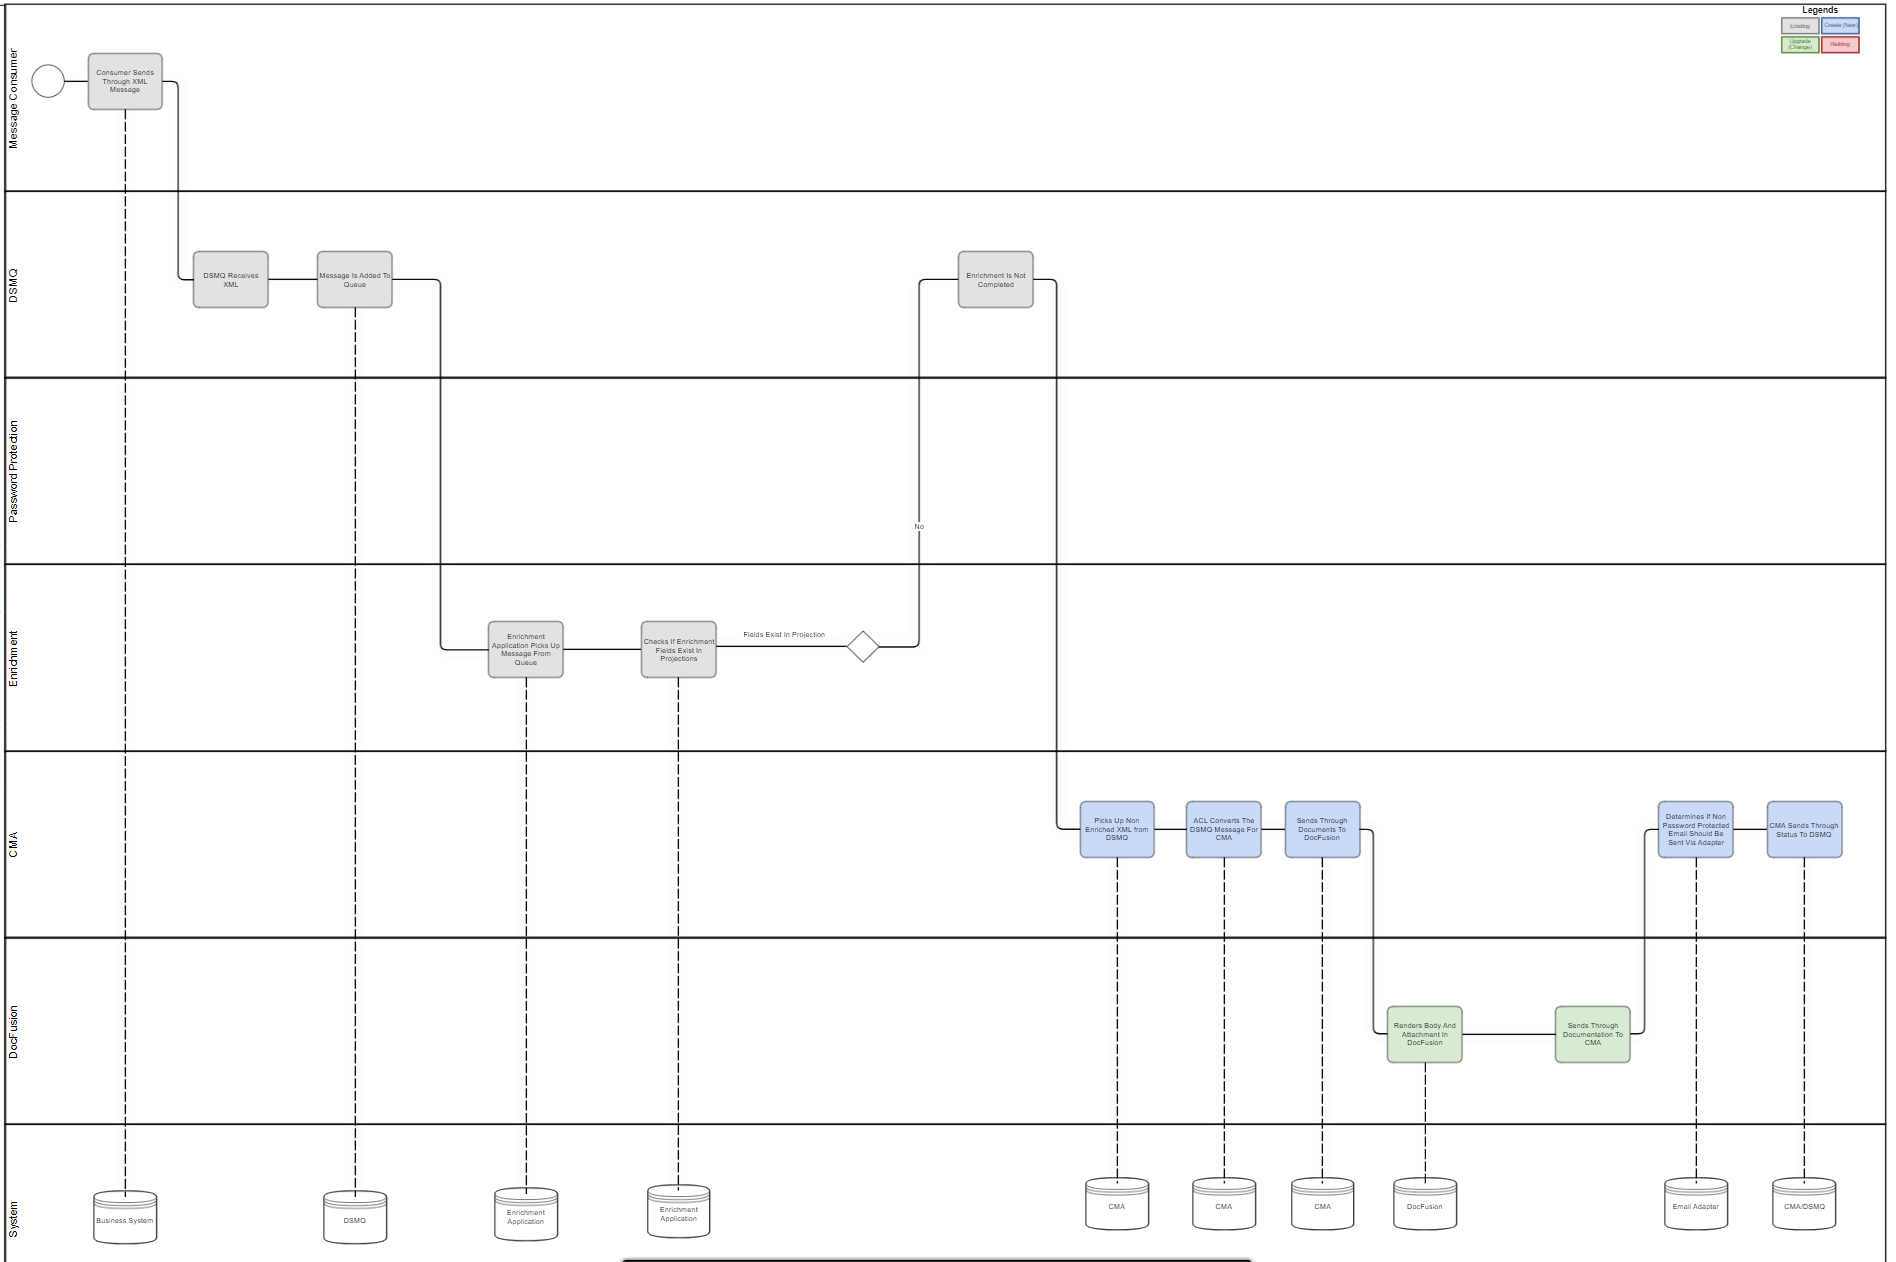 Legends
Existing
Create (New)
Upgrade
(Change)
Retiring
Message Consumer
Consumer Sends
Through XML
Message
DSMQ
DSMQ Receives
XML
Message Is Added To
Queue
Enrichment Is Not
Completed
Password Protection
No
Enrichment
Enrichment
Application Picks Up
Message From
Queue
Checks If Enrichment
Fields Exist In
Projections
Fields Exist In Projection
CMA
Picks Up Non
Enriched XML from
DSMQ
ACL Converts The
DSMQ Message For
CMA
Sends Through
Documents To
DocFusion
Determines If Non
Password Protected
Email Should Be
Sent Via Adapter
CMA Sends Through
Status To DSMQ
DocFusion
Renders Body And
Attachment In
DocFusion
Sends Through
Documentation To
CMA
System
Business System
DSMQ
Enrichment
Application
Enrichment
Application
CMA
CMA
CMA
DocFusion
Email Adapter
CMA/DSMQ